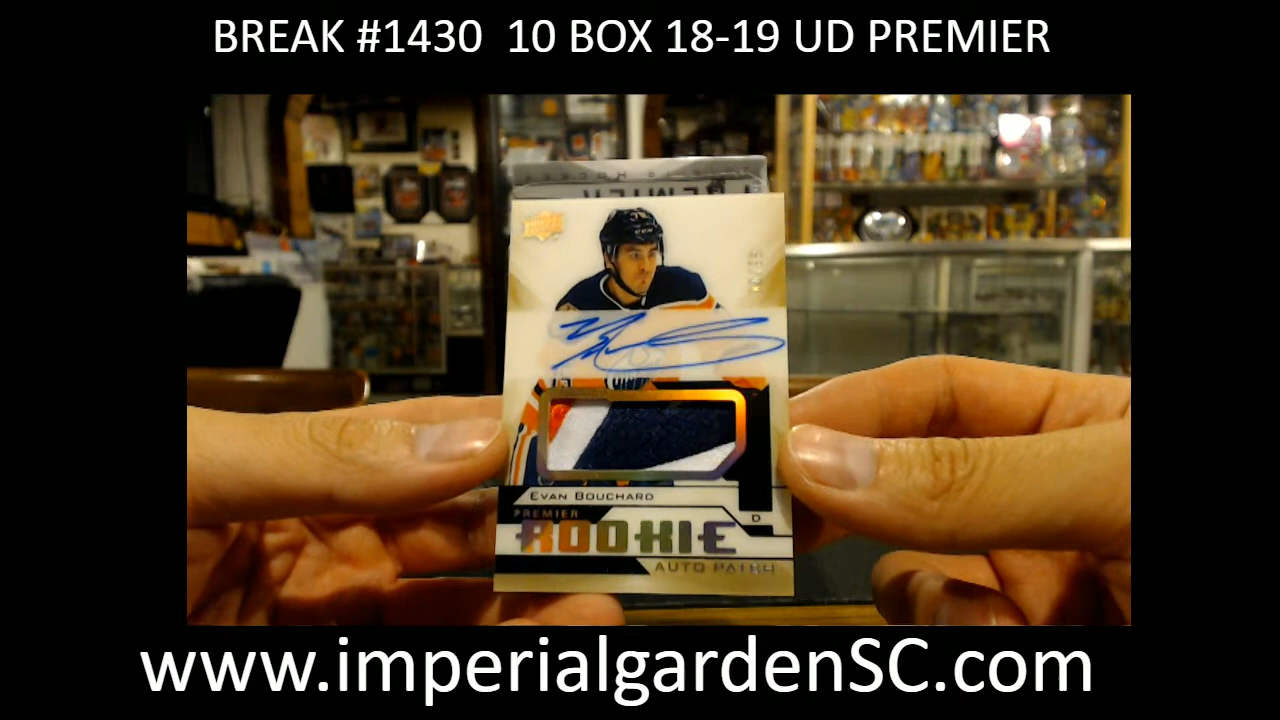 BREAK #1430 10 BOX 18-19 UD PREMIER
EVAN BOUCHARD
D
PREMIER
ROOKIE
AUTO PATCH
www.imperialgardenSC.com